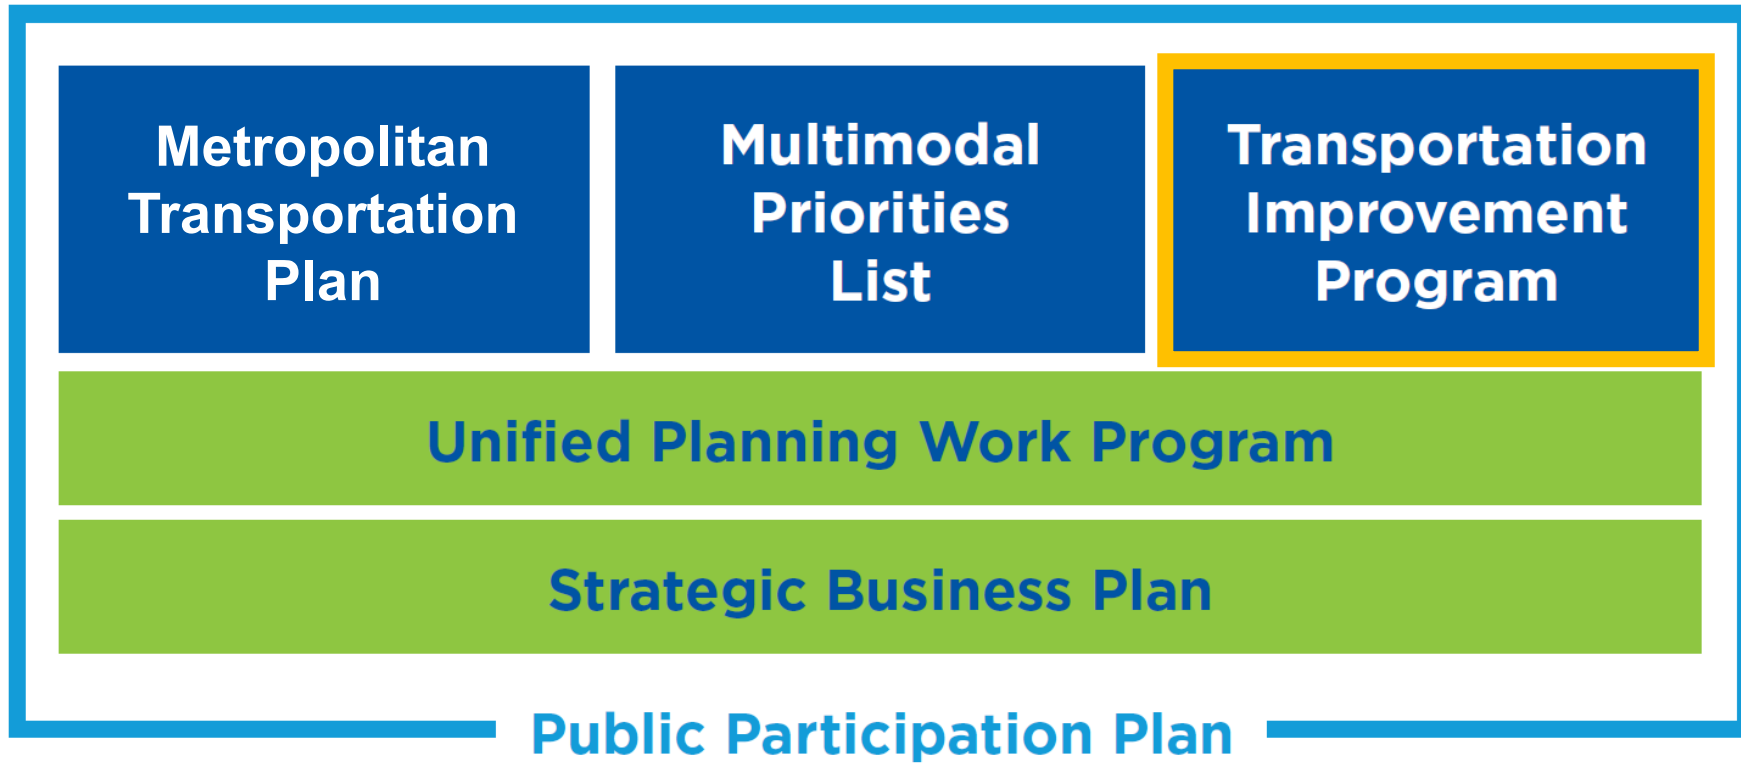 Metropolitan
Transportation
Plan
Multimodal
Priorities
List
Transportation
Improvement
Program
Unified Planning Work Program
Strategic Business Plan
Public Participation Plan